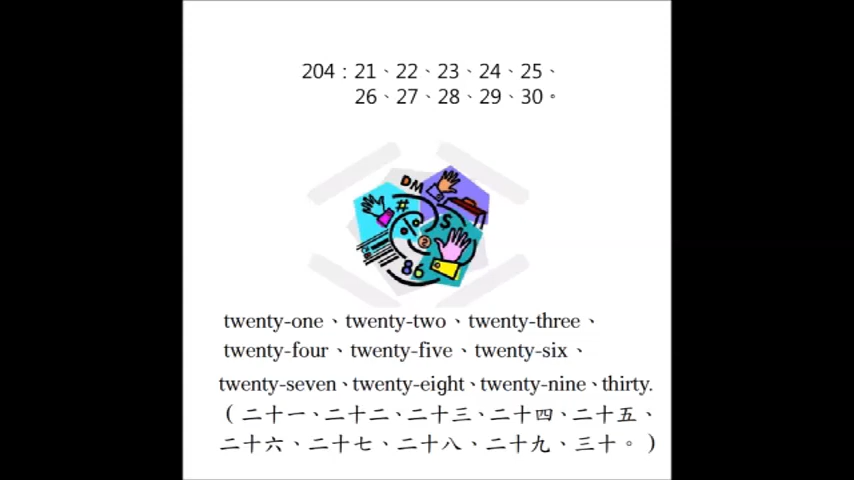 204：21、22、23、24、25、
26、27、28、29、30。
DM
#
%
$
2
86
twenty-one、twenty-two、twenty-three、
twenty-four、twenty-five、twenty-six、
twenty-seven、twenty-eight、twenty-nine、thirty.
（二十一、二十二、二十三、二十四、二十五、
二十六、二十七、二十八、二十九、三十。）